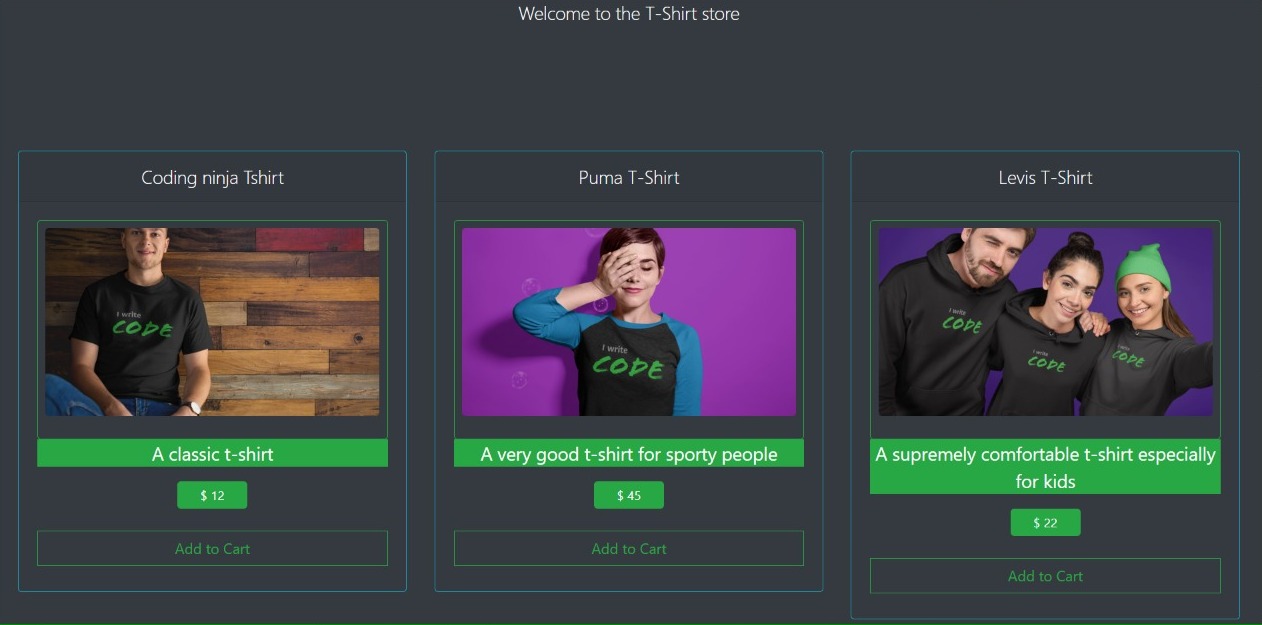 Welcome to the T-Shirt store
Coding ninja Tshirt
I write
CODE
A classic t-shirt
$ 12
Add to Cart
Puma T-Shirt
I write
CODE
A very good t-shirt for sporty people
$ 45
Add to Cart
Levis T-Shirt
I write
CODE
I write
CODE
I write
CODE
A supremely comfortable t-shirt especially
for kids
$ 22
Add to Cart